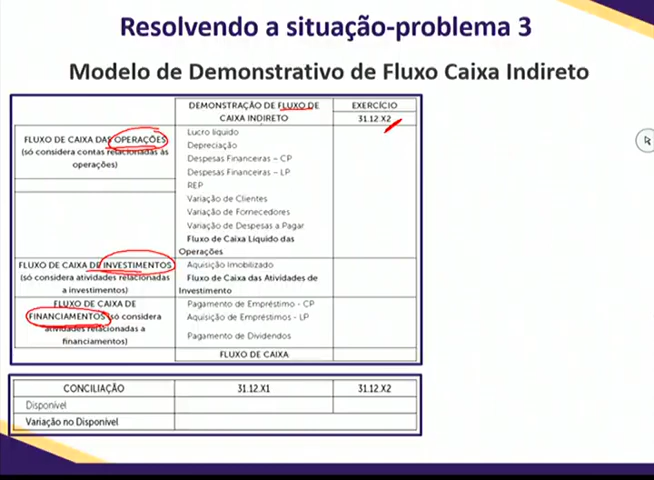 Resolvendo a situação-problema 3
Modelo de Demonstrativo de Fluxo Caixa Indireto
DEMONSTRAÇÃO DE FLUXO DE
CAIXA INDIRETO
EXERCÍCIO
31.12.X2
FLUXO DE CAIXA DAS OPERAÇÕES
(só considera contas relacionadas às
operações)
Lucro líquido
Depreciação
Despesas Financeiras – CP
Despesas Financeiras – LP
REP
Variação de Clientes
Variação de Fornecedores
Variação de Despesas a Pagar
Fluxo de Caixa Líquido das
Operações
FLUXO DE CAIXA DE INVESTIMENTOS
(só considera atividades relacionadas
a investimentos)
Aquisição Imobilizado
Fluxo de Caixa das Atividades de
Investimento
FLUXO DE CAIXA DE
FINANCIAMENTOS (só considera
atividades relacionadas a
financiamentos)
Pagamento de Empréstimo - CP
Aquisição de Empréstimos - LP
Pagamento de Dividendos
FLUXO DE CAIXA
CONCILIAÇÃO 31.12.X1 31.12.X2
Disponível
Variação no Disponível